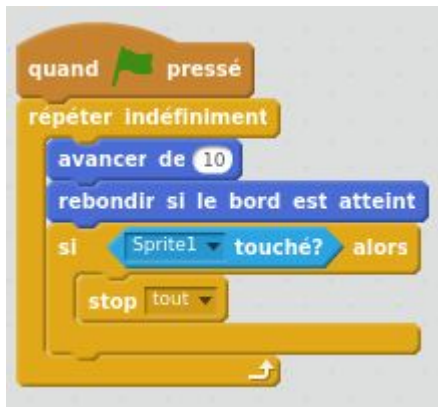 quand pressé
répéter indéfiniment
avancer de 10
rebondir si le bord est atteint
si Sprite1 touché? alors
stop tout